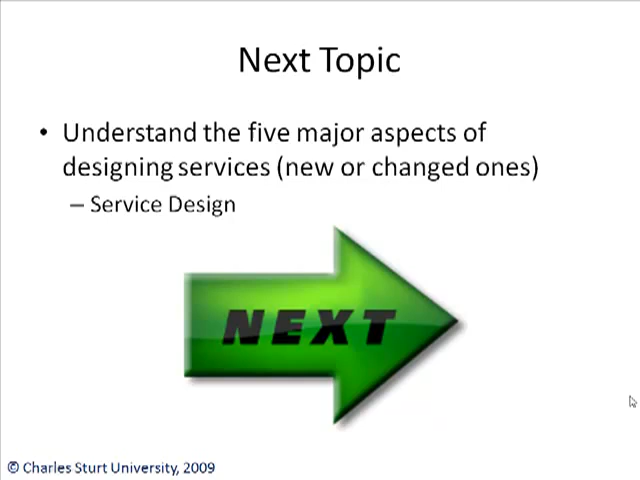 Next Topic
• Understand the five major aspects of
designing services (new or changed ones)
– Service Design
NEXT
© Charles Sturt University, 2009